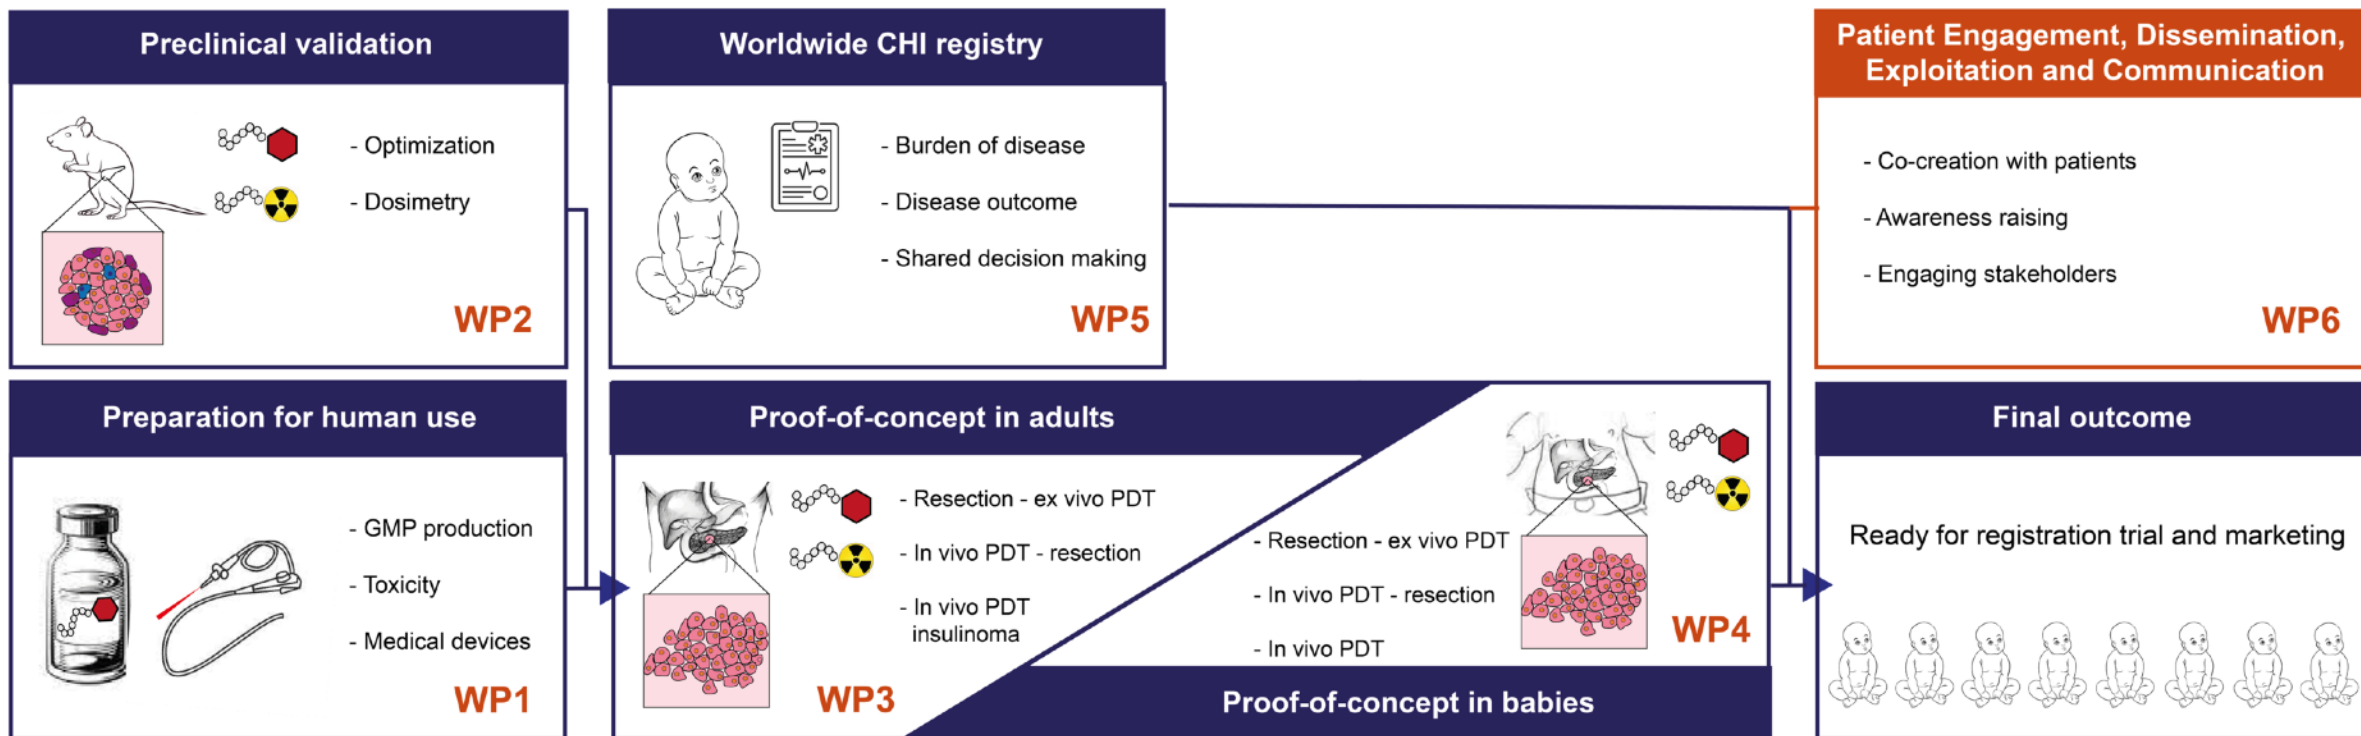 Preclinical validation
- Optimization
- Dosimetry
WP2
Worldwide CHI registry
- Burden of disease
- Disease outcome
- Shared decision making
WP5
Patient Engagement, Dissemination,
Exploitation and Communication
- Co-creation with patients
- Awareness raising
- Engaging stakeholders
WP6
Preparation for human use
- GMP production
- Toxicity
- Medical devices
WP1
Proof-of-concept in adults
- Resection - ex vivo PDT
- In vivo PDT - resection
- In vivo PDT
insulinoma
WP3
- Resection - ex vivo PDT
- In vivo PDT - resection
- In vivo PDT
WP4
Proof-of-concept in babies
Final outcome
Ready for registration trial and marketing